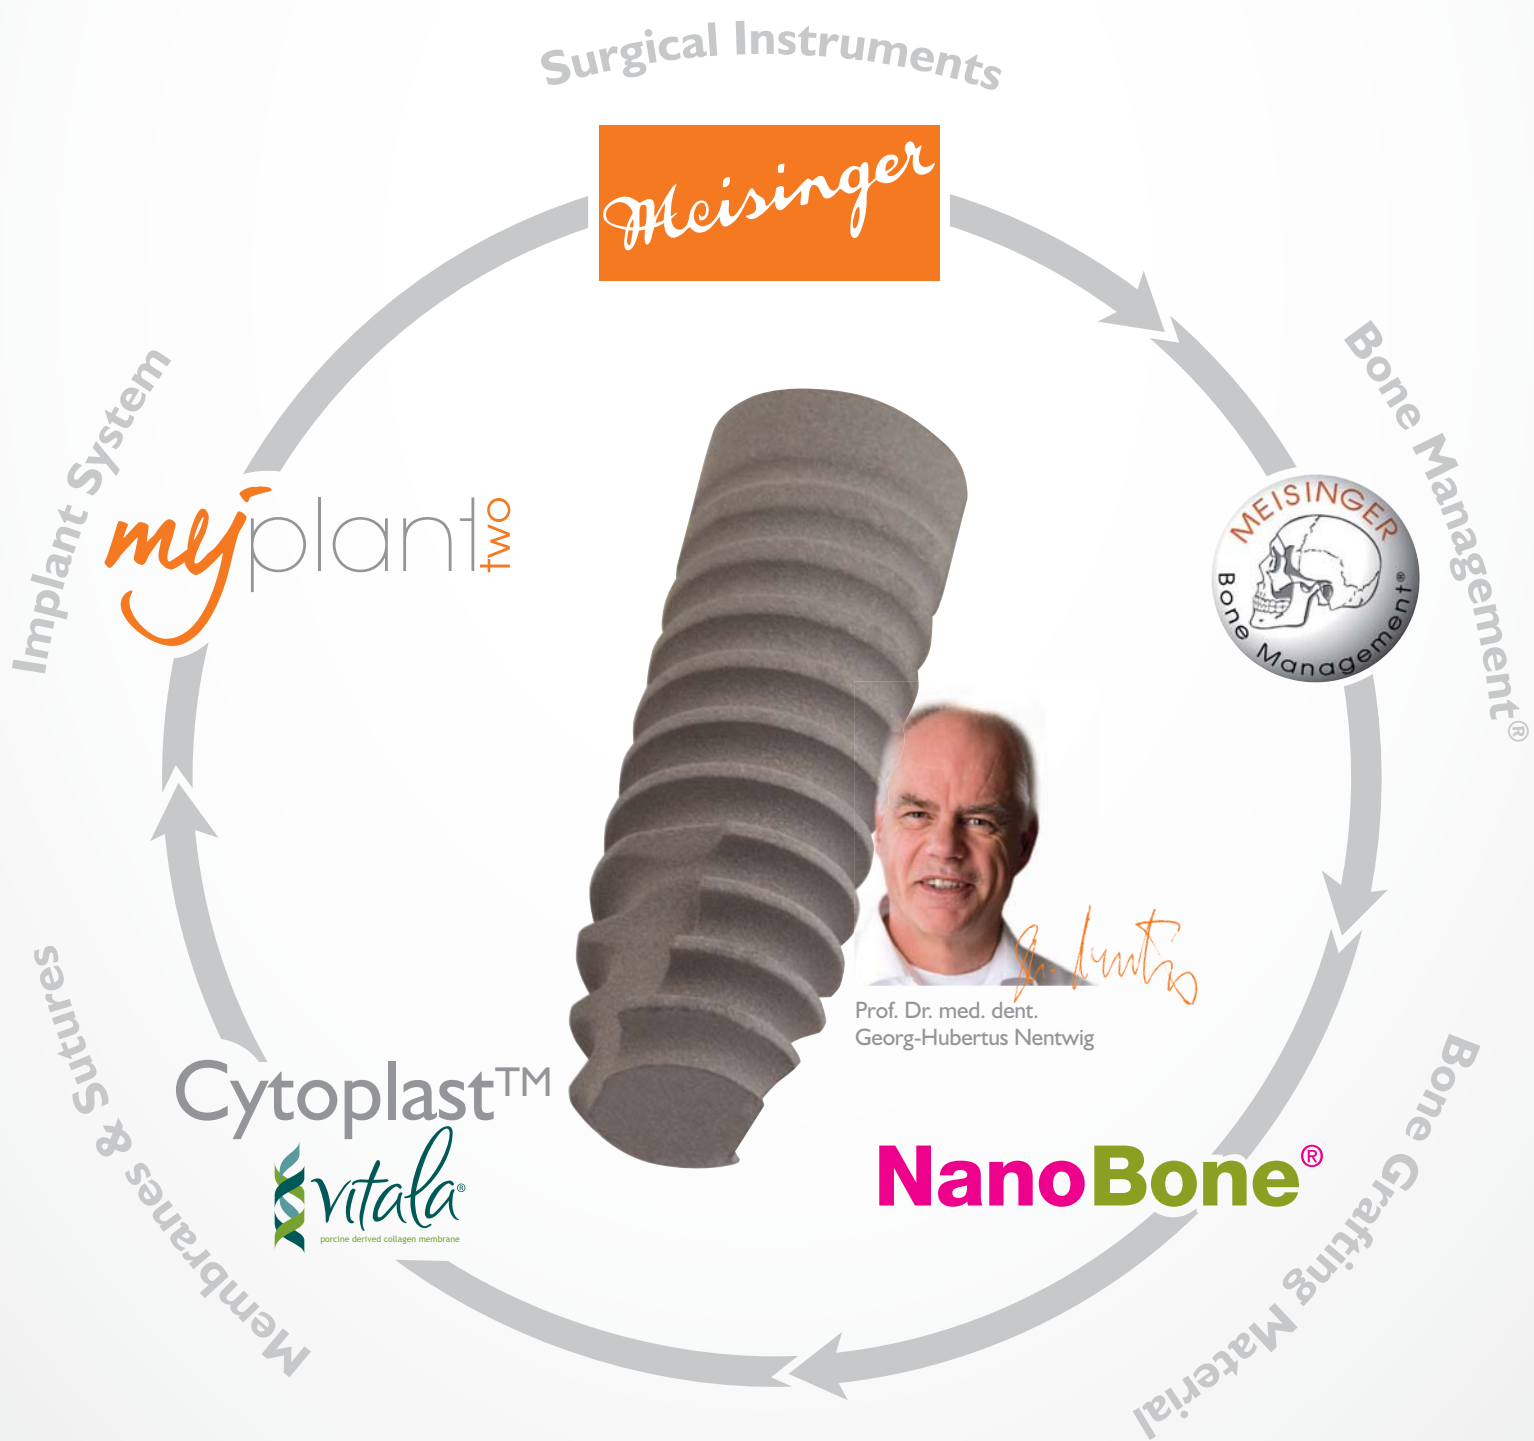 Surgical Instruments
Meisinger
Bone Management®
MEISINGER
Bone Management®
Implant System
myplant two
Prof. Dr. med. dent.
Georg-Hubertus Nentwig
Bone Grafting Material
NanoBone®
Membranes & Sutures
Cytoplast™
vitala®
porcine derived collagen membrane